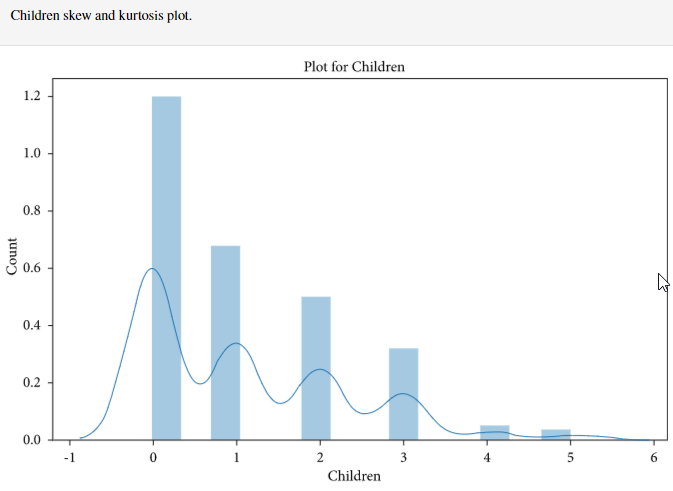 Children skew and kurtosis plot.
Plot for Children
1.2
1.0
0.8
0.6
0.4
0.2
0.0
Count
-1 0 1 2 3 4 5 6
Children